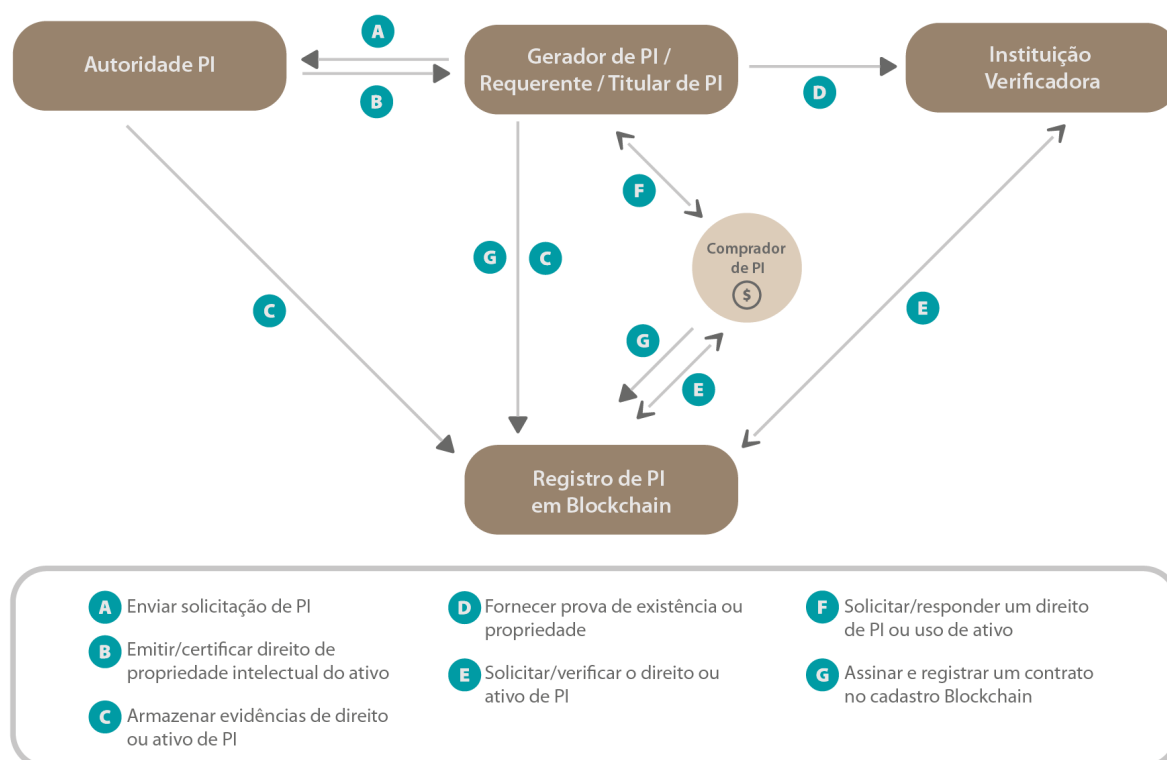 A
Autoridade PI
Gerador de PI /
Requerente / Titular de PI
Instituição
Verificadora
B
D
F
G
C
Comprador
de PI
$
C
E
G
E
Registro de PI
em Blockchain
A Enviar solicitação de PI
B Emitir/certificar direito de
propriedade intelectual do ativo
C Armazenar evidências de direito
ou ativo de PI
D Fornecer prova de existência ou
propriedade
E Solicitar/verificar o direito ou
ativo de PI
F Solicitar/responder um direito
de PI ou uso de ativo
G Assinar e registrar um contrato
no cadastro Blockchain